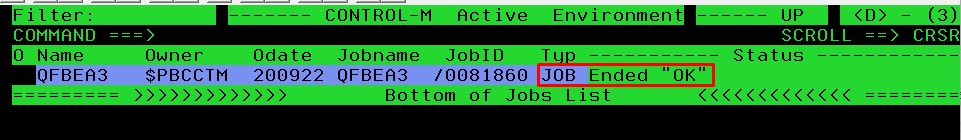 Filter: ------- CONTROL-M Active Environment ------ UP <D> - (3)
COMMAND ===> SCROLL ==> CRSR
O Name Owner Odate Jobname JobID Typ ----------- Status ------------
QFBEA3 $PBCCTM 200922 QFBEA3 /0081860 JOB Ended "OK"
========= >>>>>>>>>>>>> Bottom of Jobs List <<<<<<<<<<<<< ========